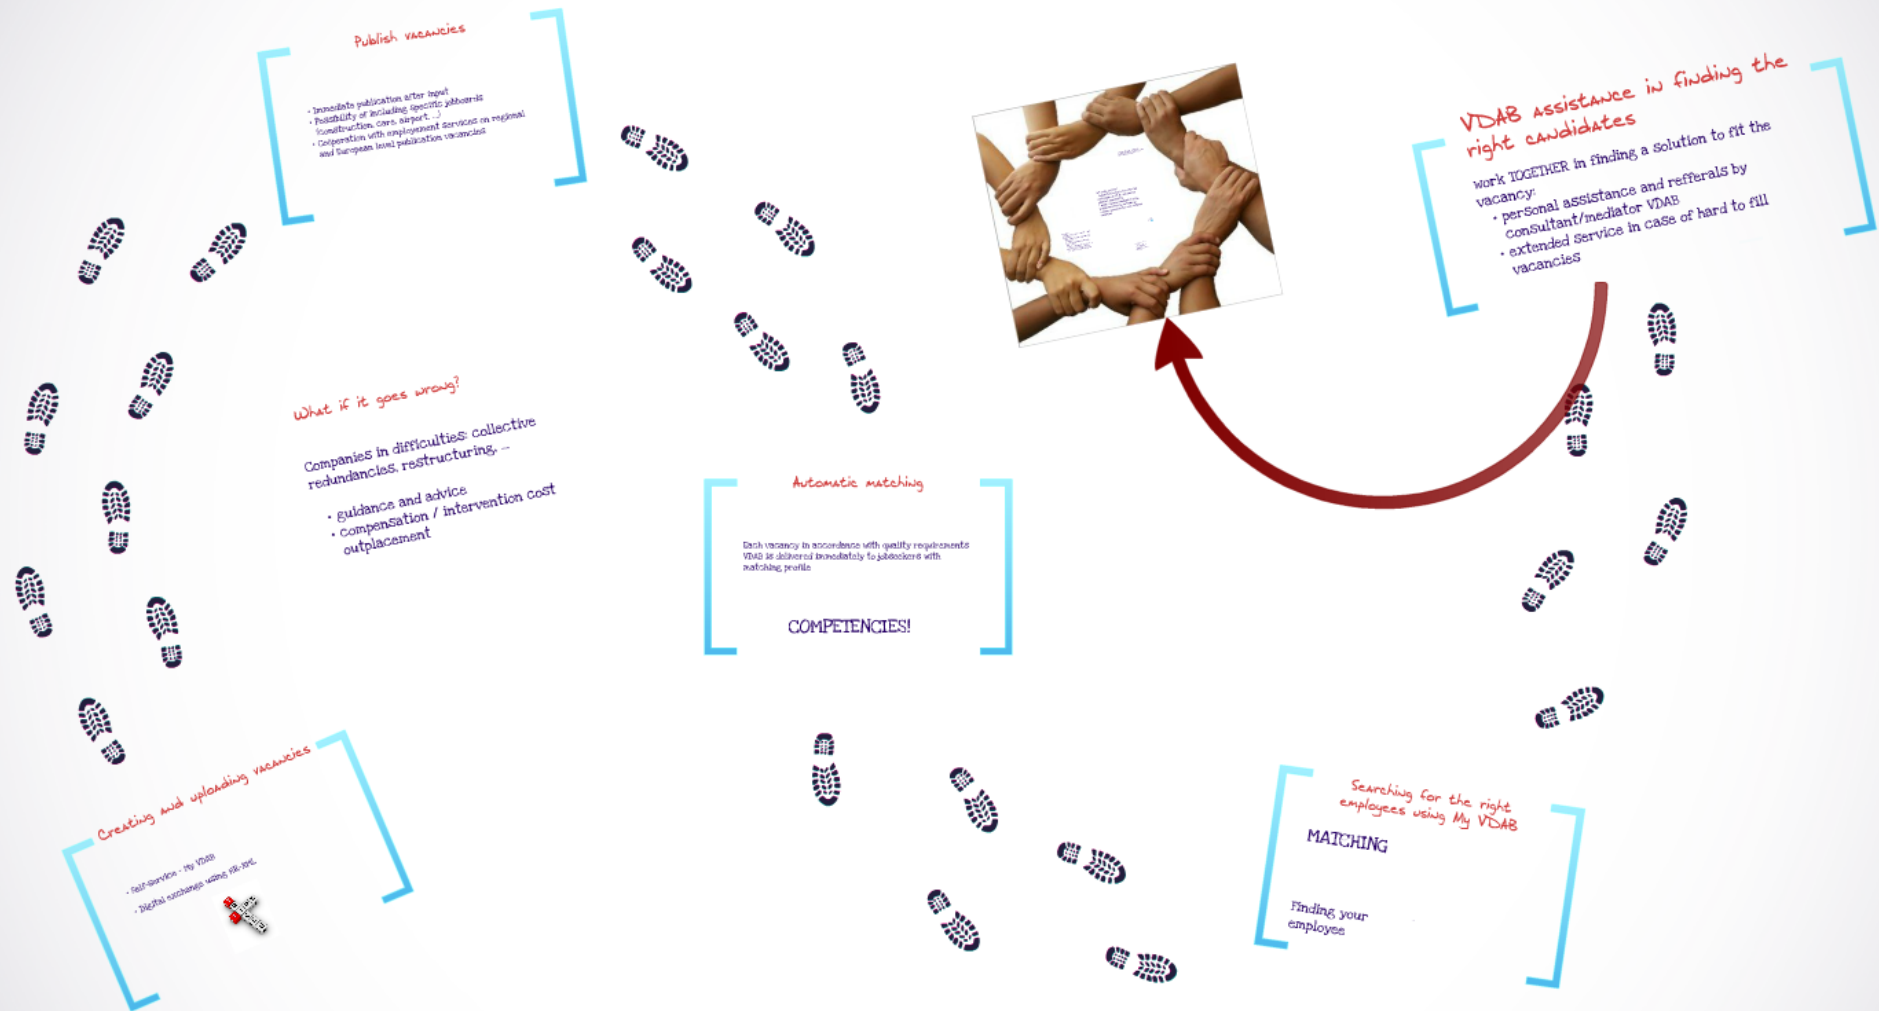 Publish vacancies
• Immediate publication after input
• Possibility of including specific jobboards
(construction, care, airport, ...)
• Cooperation with employement services on regional
and European level publication vacancies
VDAB assistance in finding the
right candidates
Work TOGETHER in finding a solution to fit the
vacancy:
• personal assistance and refferals by
consultant/mediator VDAB
• extended service in case of hard to fill
vacancies
What if it goes wrong?
Companies in difficulties: collective
redundancies, restructuring, ...
• guidance and advice
• compensation / intervention cost
outplacement
Automatic matching
Each vacancy in accordance with quality requirements
VDAB is delivered immediately to jobseekers with
matching profile
COMPETENCIES!
Creating and uploading vacancies
• Self-Service - My VDAB
• Digital exchange using HR-XML
Searching for the right
employees using My VDAB
MATCHING
Finding your
employee